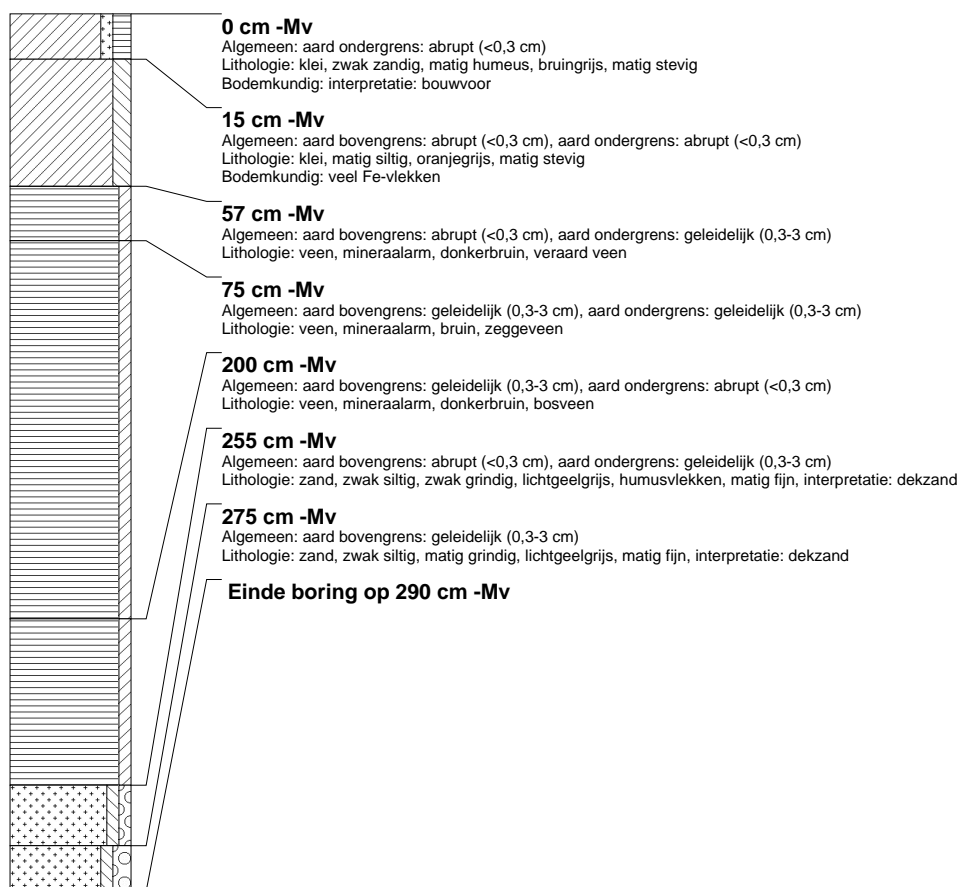 0 cm -Mv
Algemeen: aard ondergrens: abrupt (<0,3 cm)
Lithologie: klei, zwak zandig, matig humeus, bruingrijs, matig stevig
Bodemkundig: interpretatie: bouwvoor
15 cm -Mv
Algemeen: aard bovengrens: abrupt (<0,3 cm), aard ondergrens: abrupt (<0,3 cm)
Lithologie: klei, matig siltig, oranjegrijs, matig stevig
Bodemkundig: veel Fe-vlekken
57 cm -Mv
Algemeen: aard bovengrens: abrupt (<0,3 cm), aard ondergrens: geleidelijk (0,3-3 cm)
Lithologie: veen, mineraalarm, donkerbruin, veraard veen
75 cm -Mv
Algemeen: aard bovengrens: geleidelijk (0,3-3 cm), aard ondergrens: geleidelijk (0,3-3 cm)
Lithologie: veen, mineraalarm, bruin, zeggeveen
200 cm -Mv
Algemeen: aard bovengrens: geleidelijk (0,3-3 cm), aard ondergrens: abrupt (<0,3 cm)
Lithologie: veen, mineraalarm, donkerbruin, bosveen
255 cm -Mv
Algemeen: aard bovengrens: abrupt (<0,3 cm), aard ondergrens: geleidelijk (0,3-3 cm)
Lithologie: zand, zwak siltig, zwak grindig, lichtgeelgrijs, humusvlekken, matig fijn, interpretatie: dekzand
275 cm -Mv
Algemeen: aard bovengrens: geleidelijk (0,3-3 cm)
Lithologie: zand, zwak siltig, matig grindig, lichtgeelgrijs, matig fijn, interpretatie: dekzand
Einde boring op 290 cm -Mv